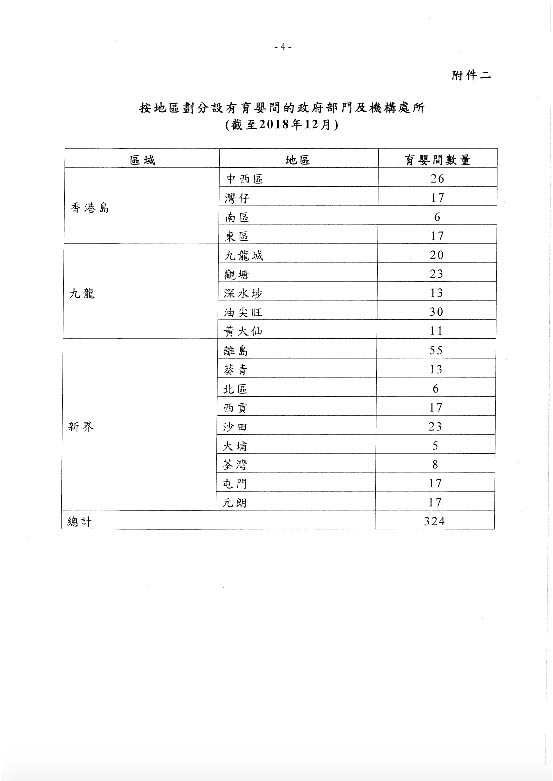 - 4 -
附件二
按地區劃分設有育嬰間的政府部門及機構處所
(截至2018年12月)
區域 地區 育嬰間數量
香港島 中西區 26
灣仔 17
南區 6
東區 17
九龍 九龍城 20
觀塘 23
深水埗 13
油尖旺 30
黃大仙 11
新界 離島 55
葵青 13
北區 6
西貢 17
沙田 23
大埔 5
荃灣 8
屯門 17
元朗 17
總計 324